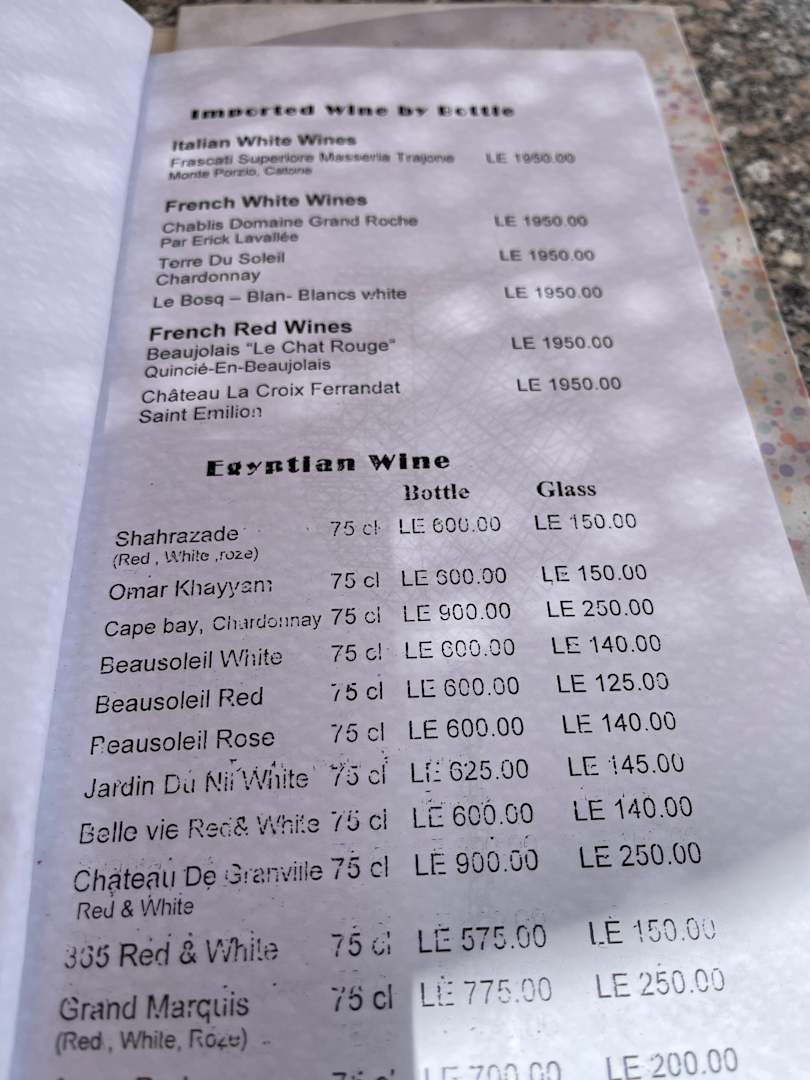 Imported Wine by Bottle
Italian White Wines
Frascati Superiore Masseria Trajone LE 1950.00
Monte Porzio, Catone
French White Wines
Chablis Domaine Grand Roche LE 1950.00
Par Erick Lavallée
Terre Du Soleil LE 1950.00
Chardonnay
Le Bosq – Blan- Blancs white LE 1950.00
French Red Wines
Beaujolais "Le Chat Rouge" LE 1950.00
Quincié-En-Beaujolais
Château La Croix Ferrandat LE 1950.00
Saint Emilion
Egyptian Wine
Bottle Glass
Shahrazade 75 cl LE 600.00 LE 150.00
(Red , White ,roze)
Omar Khayyam 75 cl LE 600.00 LE 150.00
Cape bay, Chardonnay 75 cl LE 900.00 LE 250.00
Beausoleil White 75 cl LE 600.00 LE 140.00
Beausoleil Red 75 cl LE 600.00 LE 125.00
Beausoleil Rose 75 cl LE 600.00 LE 140.00
Jardin Du Nil White 75 cl LE 625.00 LE 145.00
Belle vie Red& White 75 cl LE 600.00 LE 140.00
Chateau De Granville 75 cl LE 900.00 LE 250.00
Red & White
365 Red & White 75 cl LE 575.00 LE 150.00
Grand Marquis 75 cl LE 775.00 LE 250.00
(Red , White, Roze)
75 cl LE 700.00 LE 200.00